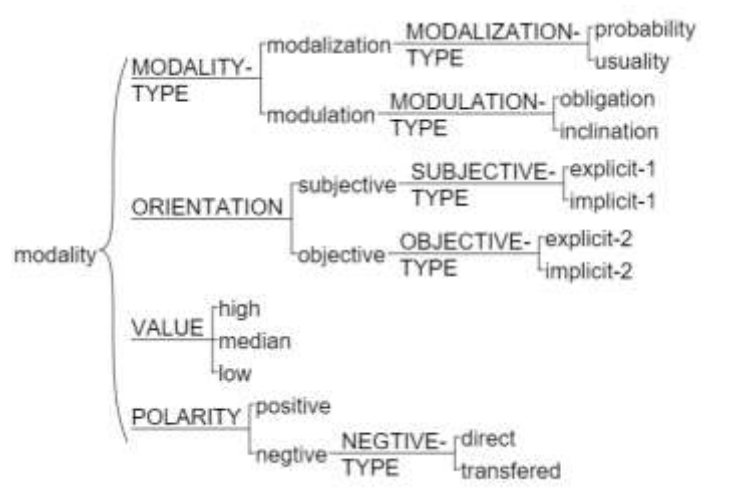 modality
MODALITY-
TYPE
modalization
MODALIZATION-
TYPE
probability
usuality
modulation
MODULATION-
TYPE
obligation
inclination
ORIENTATION
subjective
SUBJECTIVE-
TYPE
explicit-1
implicit-1
objective
OBJECTIVE-
TYPE
explicit-2
implicit-2
VALUE
high
median
low
POLARITY
positive
negtive
NEGTIVE-
TYPE
direct
transfered